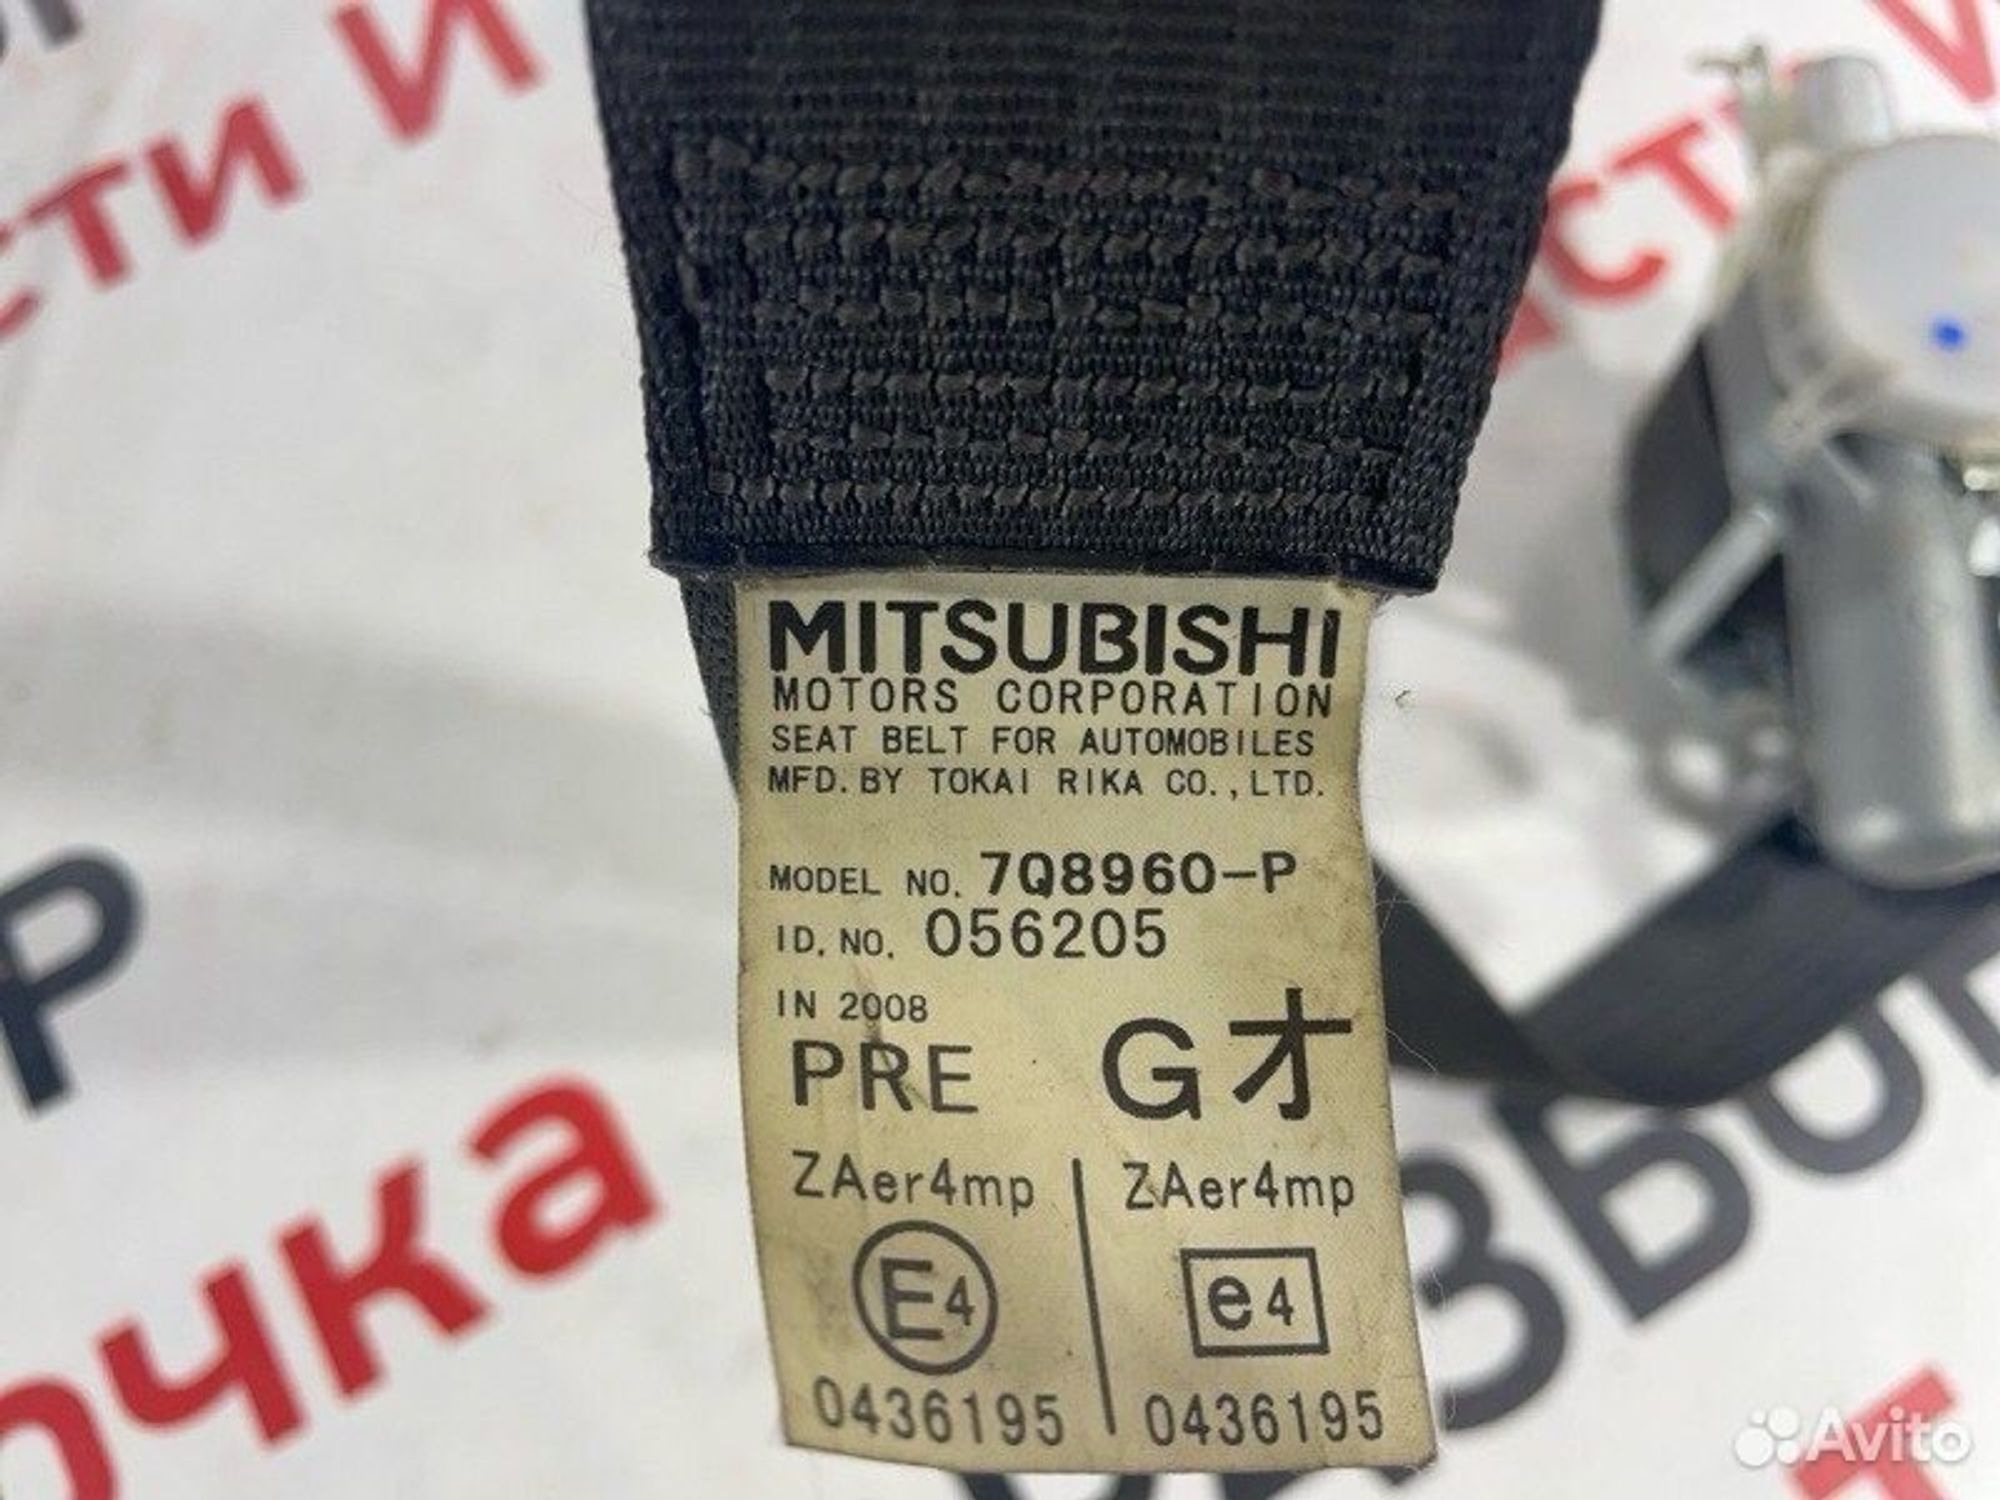 MITSUBISHI
MOTORS CORPORATION
SEAT BELT FOR AUTOMOBILES
MFD. BY TOKAI RIKA CO., LTD.
MODEL NO. 7Q8960-P
ID. NO. 056205
IN 2008
PRE G才
ZAer4mp ZAer4mp
E4 e4
0436195 0436195
Avito